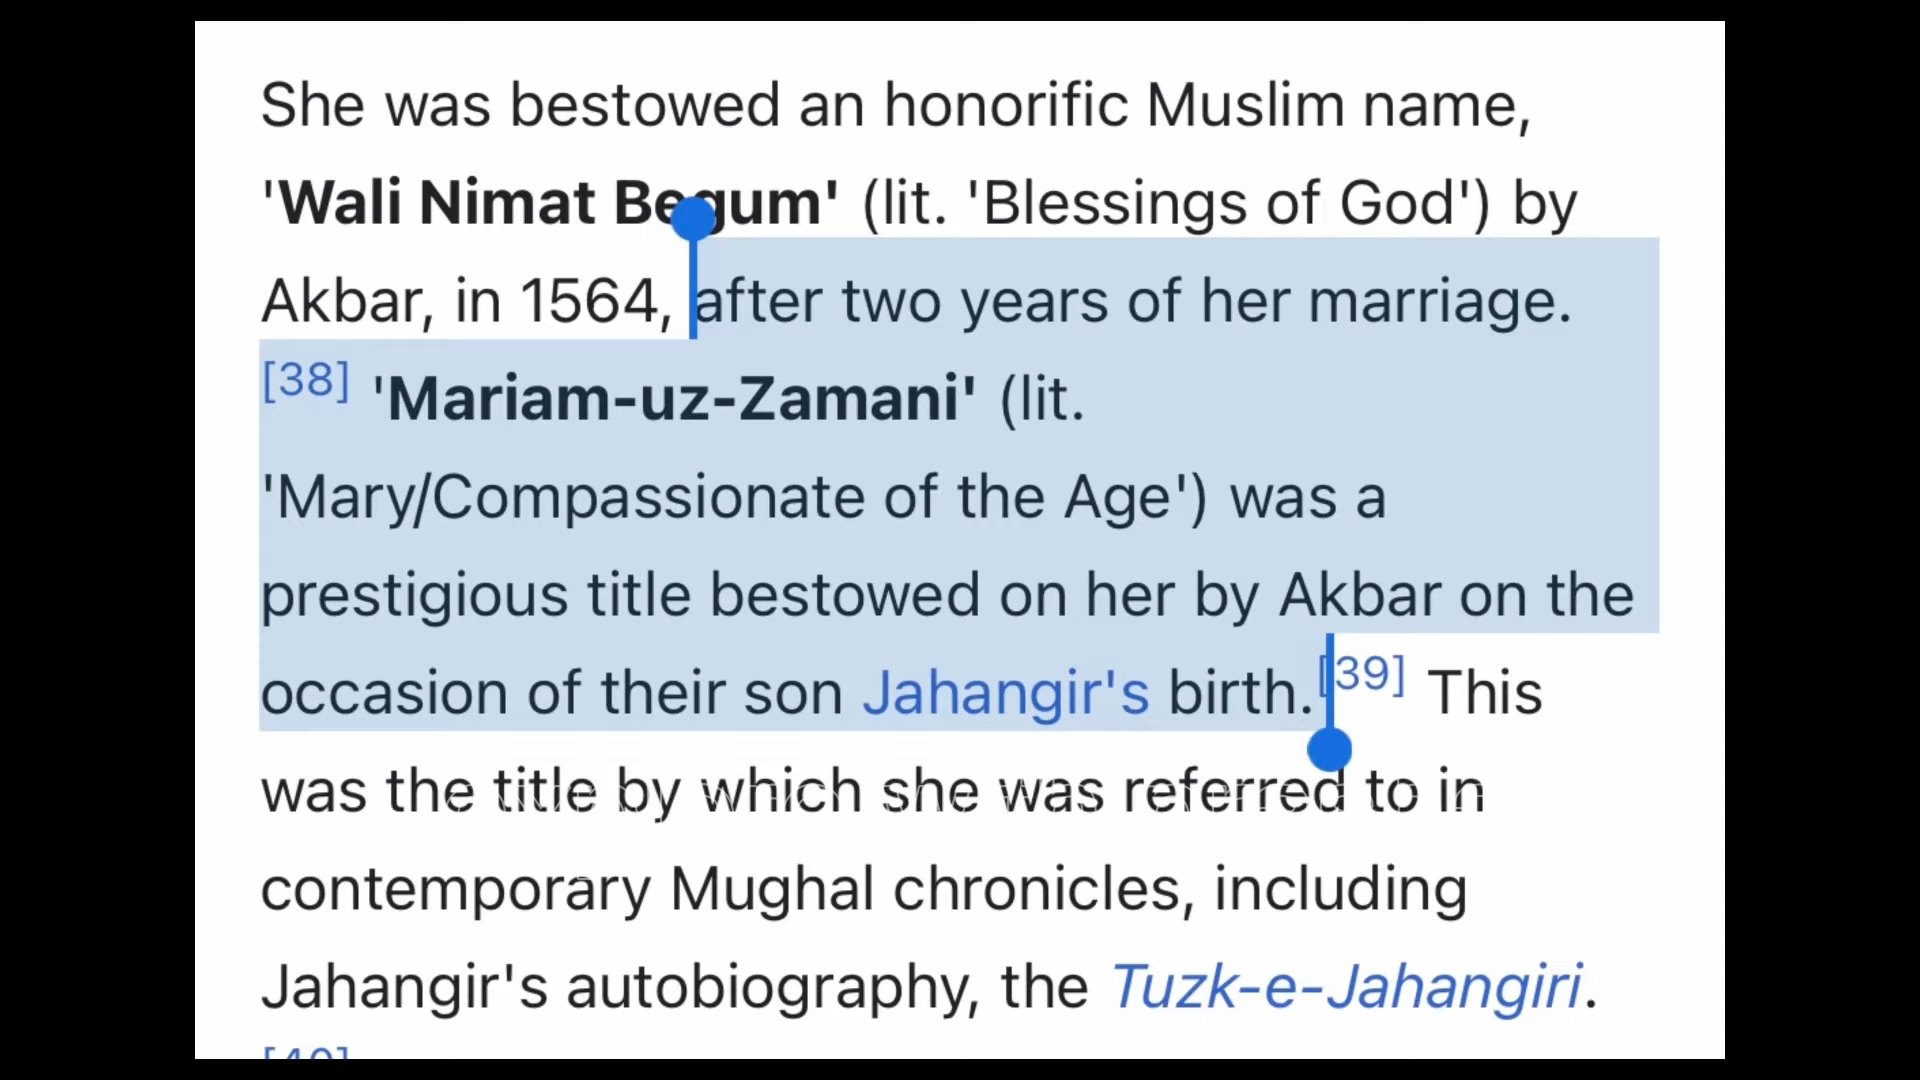 She was bestowed an honorific Muslim name,
'Wali Nimat Begum' (lit. 'Blessings of God') by
Akbar, in 1564, after two years of her marriage.
[38] 'Mariam-uz-Zamani' (lit.
'Mary/Compassionate of the Age') was a
prestigious title bestowed on her by Akbar on the
occasion of their son Jahangir's birth.[39] This
was the title by which she was referred to in
contemporary Mughal chronicles, including
Jahangir's autobiography, the Tuzk-e-Jahangiri.